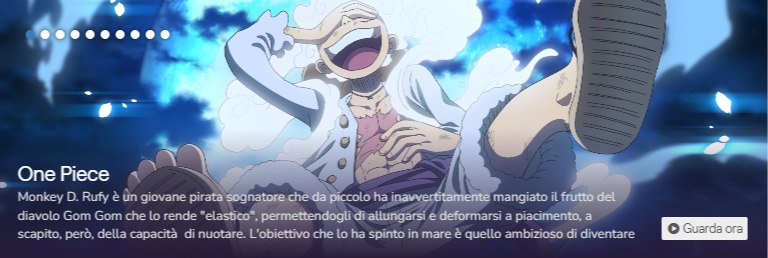 One Piece
Monkey D. Rufy è un giovane pirata sognatore che da piccolo ha inavvertitamente mangiato il frutto del
diavolo Gom Gom che lo rende "elastico", permettendogli di allungarsi e deformarsi a piacimento, a
scapito, però, della capacità di nuotare. L'obiettivo che lo ha spinto in mare è quello ambizioso di diventare
Guarda ora